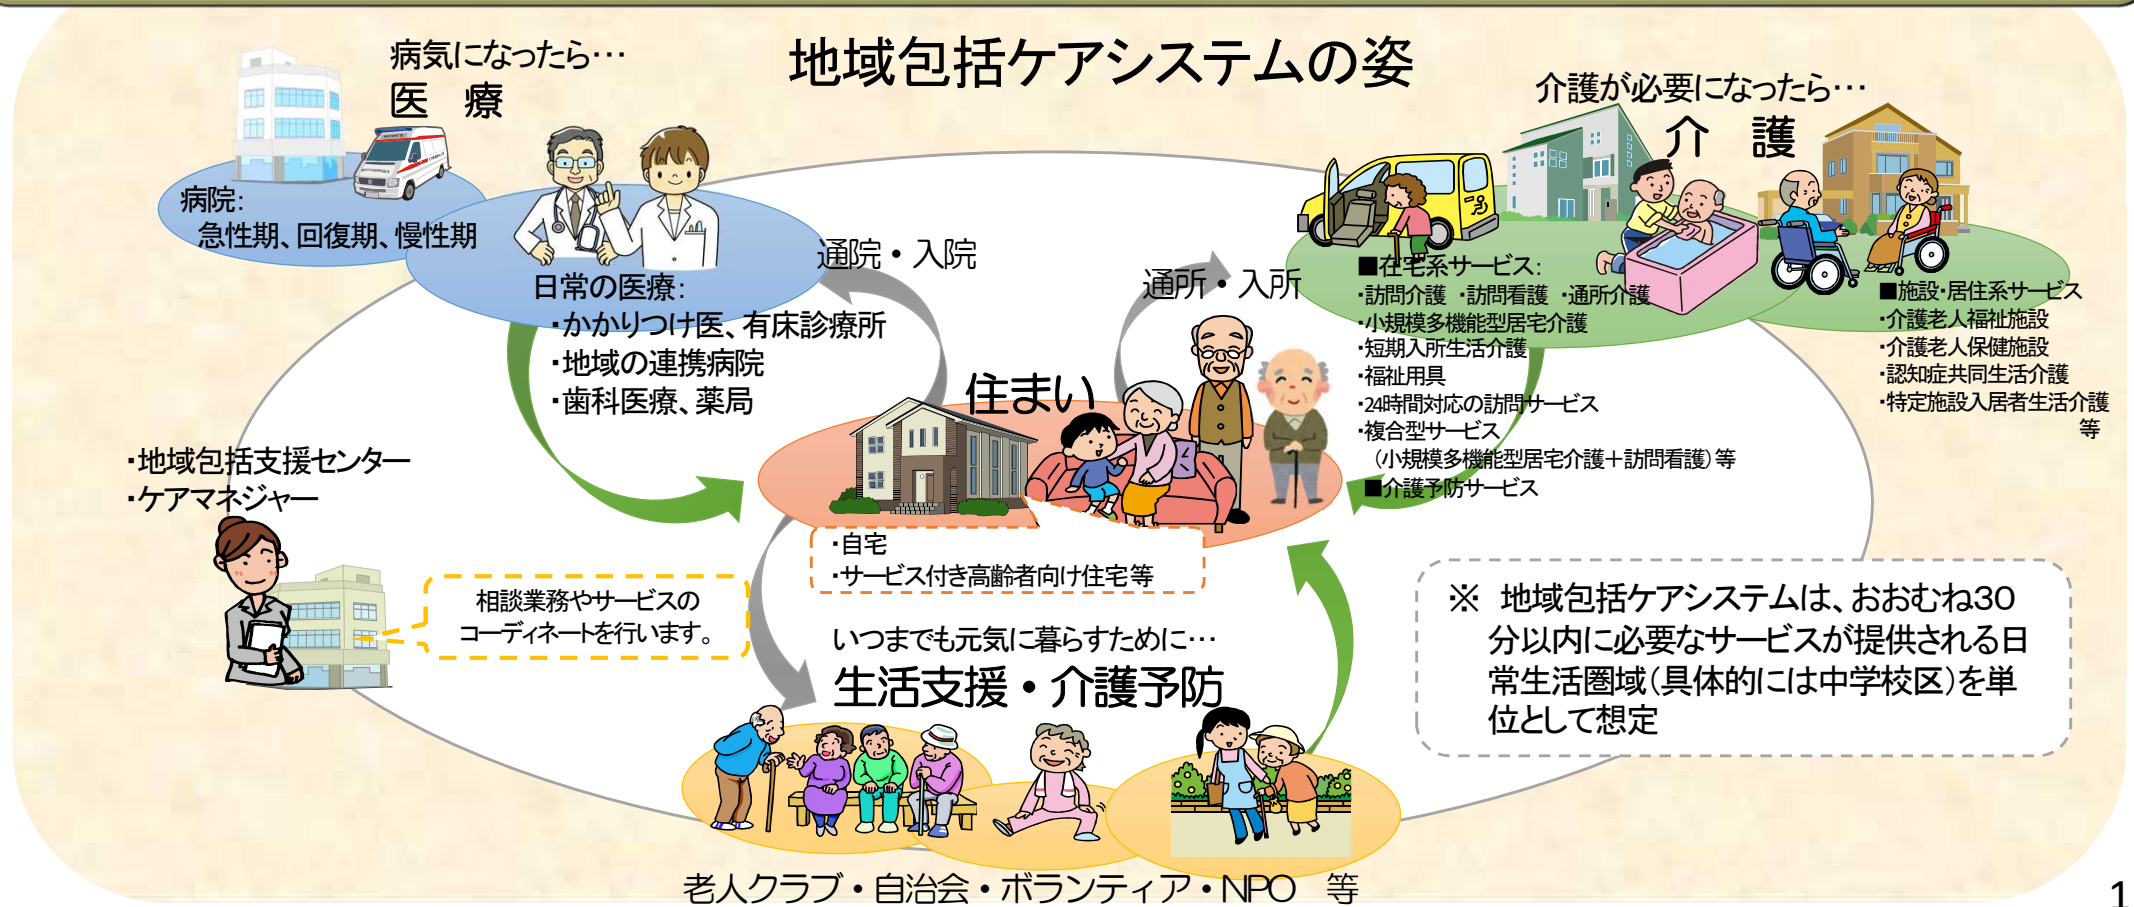 地域包括ケアシステムの姿
病気になったら…
医 療
病院:
急性期、回復期、慢性期
日常の医療:
・かかりつけ医、有床診療所
・地域の連携病院
・歯科医療、薬局
通院・入院
通所・入所
介護が必要になったら…
介 護
■在宅系サービス:
・訪問介護 ・訪問看護 ・通所介護
・小規模多機能型居宅介護
・短期入所生活介護
・福祉用具
・24時間対応の訪問サービス
・複合型サービス
(小規模多機能型居宅介護+訪問看護)等
■介護予防サービス
■施設・居住系サービス
・介護老人福祉施設
・介護老人保健施設
・認知症共同生活介護
・特定施設入居者生活介護
等
住まい
・自宅
・サービス付き高齢者向け住宅等
・地域包括支援センター
・ケアマネジャー
相談業務やサービスの
コーディネートを行います。
いつまでも元気に暮らすために…
生活支援・介護予防
老人クラブ・自治会・ボランティア・NPO 等
※ 地域包括ケアシステムは、おおむね30
分以内に必要なサービスが提供される日
常生活圏域(具体的には中学校区)を単
位として想定
1